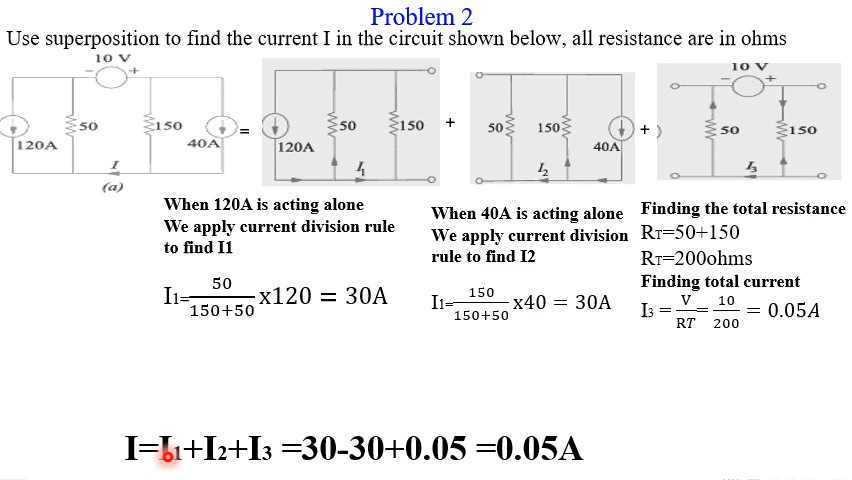 Problem 2
Use superposition to find the current I in the circuit shown below, all resistance are in ohms
10 V
- +
120A
50
150
40A
I
(a)
=
120A
50
150
I1
+
50
150
40A
I2
+ )
10 V
- +
50
150
I3
When 120A is acting alone
We apply current division rule
to find I1
I1= 50/150+50 x120 = 30A
When 40A is acting alone
We apply current division
rule to find I2
I1= 150/150+50 x40 = 30A
Finding the total resistance
RT=50+150
RT=200ohms
Finding total current
I3 = V/RT = 10/200 = 0.05A
I=I1+I2+I3 =30-30+0.05 =0.05A